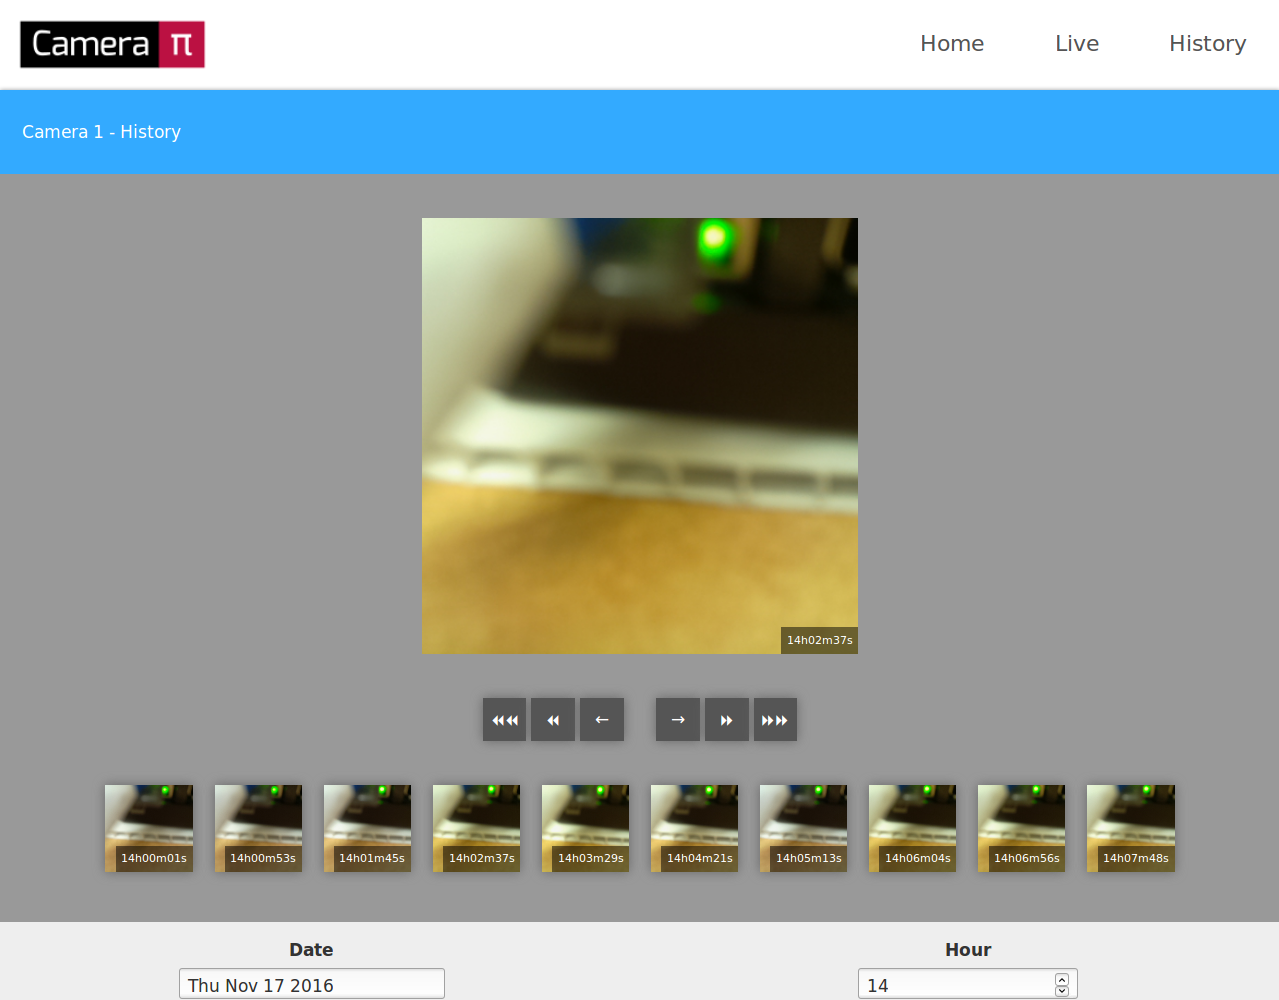 Camera π
Home Live History
Camera 1 - History
14h02m37s
← →
14h00m01s 14h00m53s 14h01m45s 14h02m37s 14h03m29s 14h04m21s 14h05m13s 14h06m04s 14h06m56s 14h07m48s
Date Hour
Thu Nov 17 2016 14